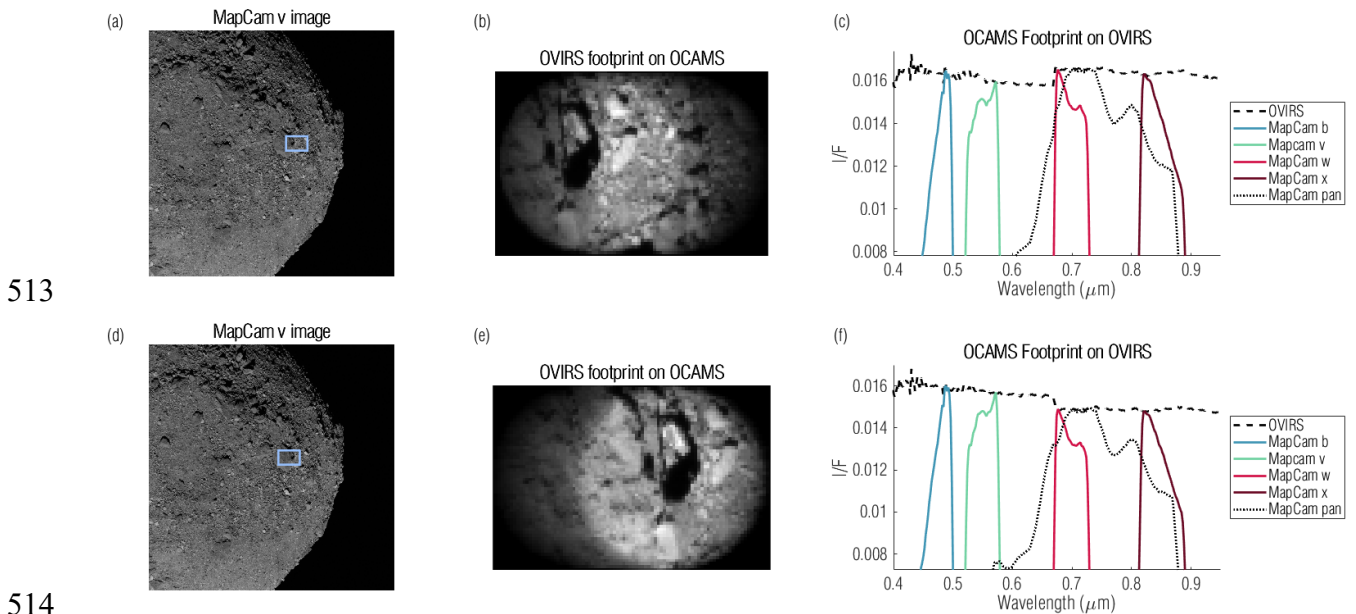 (a)
MapCam v image
(b)
OVIRS footprint on OCAMS
(c)
OCAMS Footprint on OVIRS
0.016
0.014
0.012
0.01
0.008
I/F
0.4 0.5 0.6 0.7 0.8 0.9
Wavelength (μm)
OVIRS
MapCam b
Mapcam v
MapCam w
MapCam x
MapCam pan
513
(d)
MapCam v image
(e)
OVIRS footprint on OCAMS
(f)
OCAMS Footprint on OVIRS
0.016
0.014
0.012
0.01
0.008
I/F
0.4 0.5 0.6 0.7 0.8 0.9
Wavelength (μm)
OVIRS
MapCam b
Mapcam v
MapCam w
MapCam x
MapCam pan
514